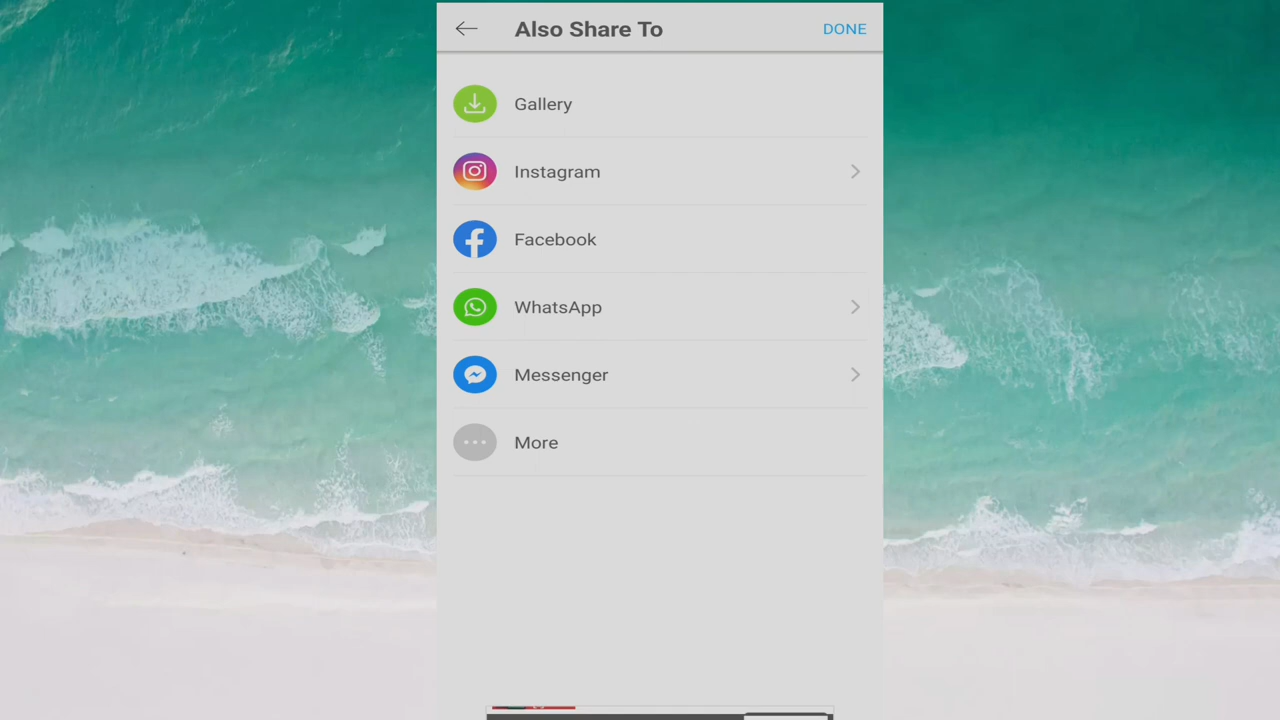 Also Share To
DONE
Gallery
Instagram
Facebook
WhatsApp
Messenger
More